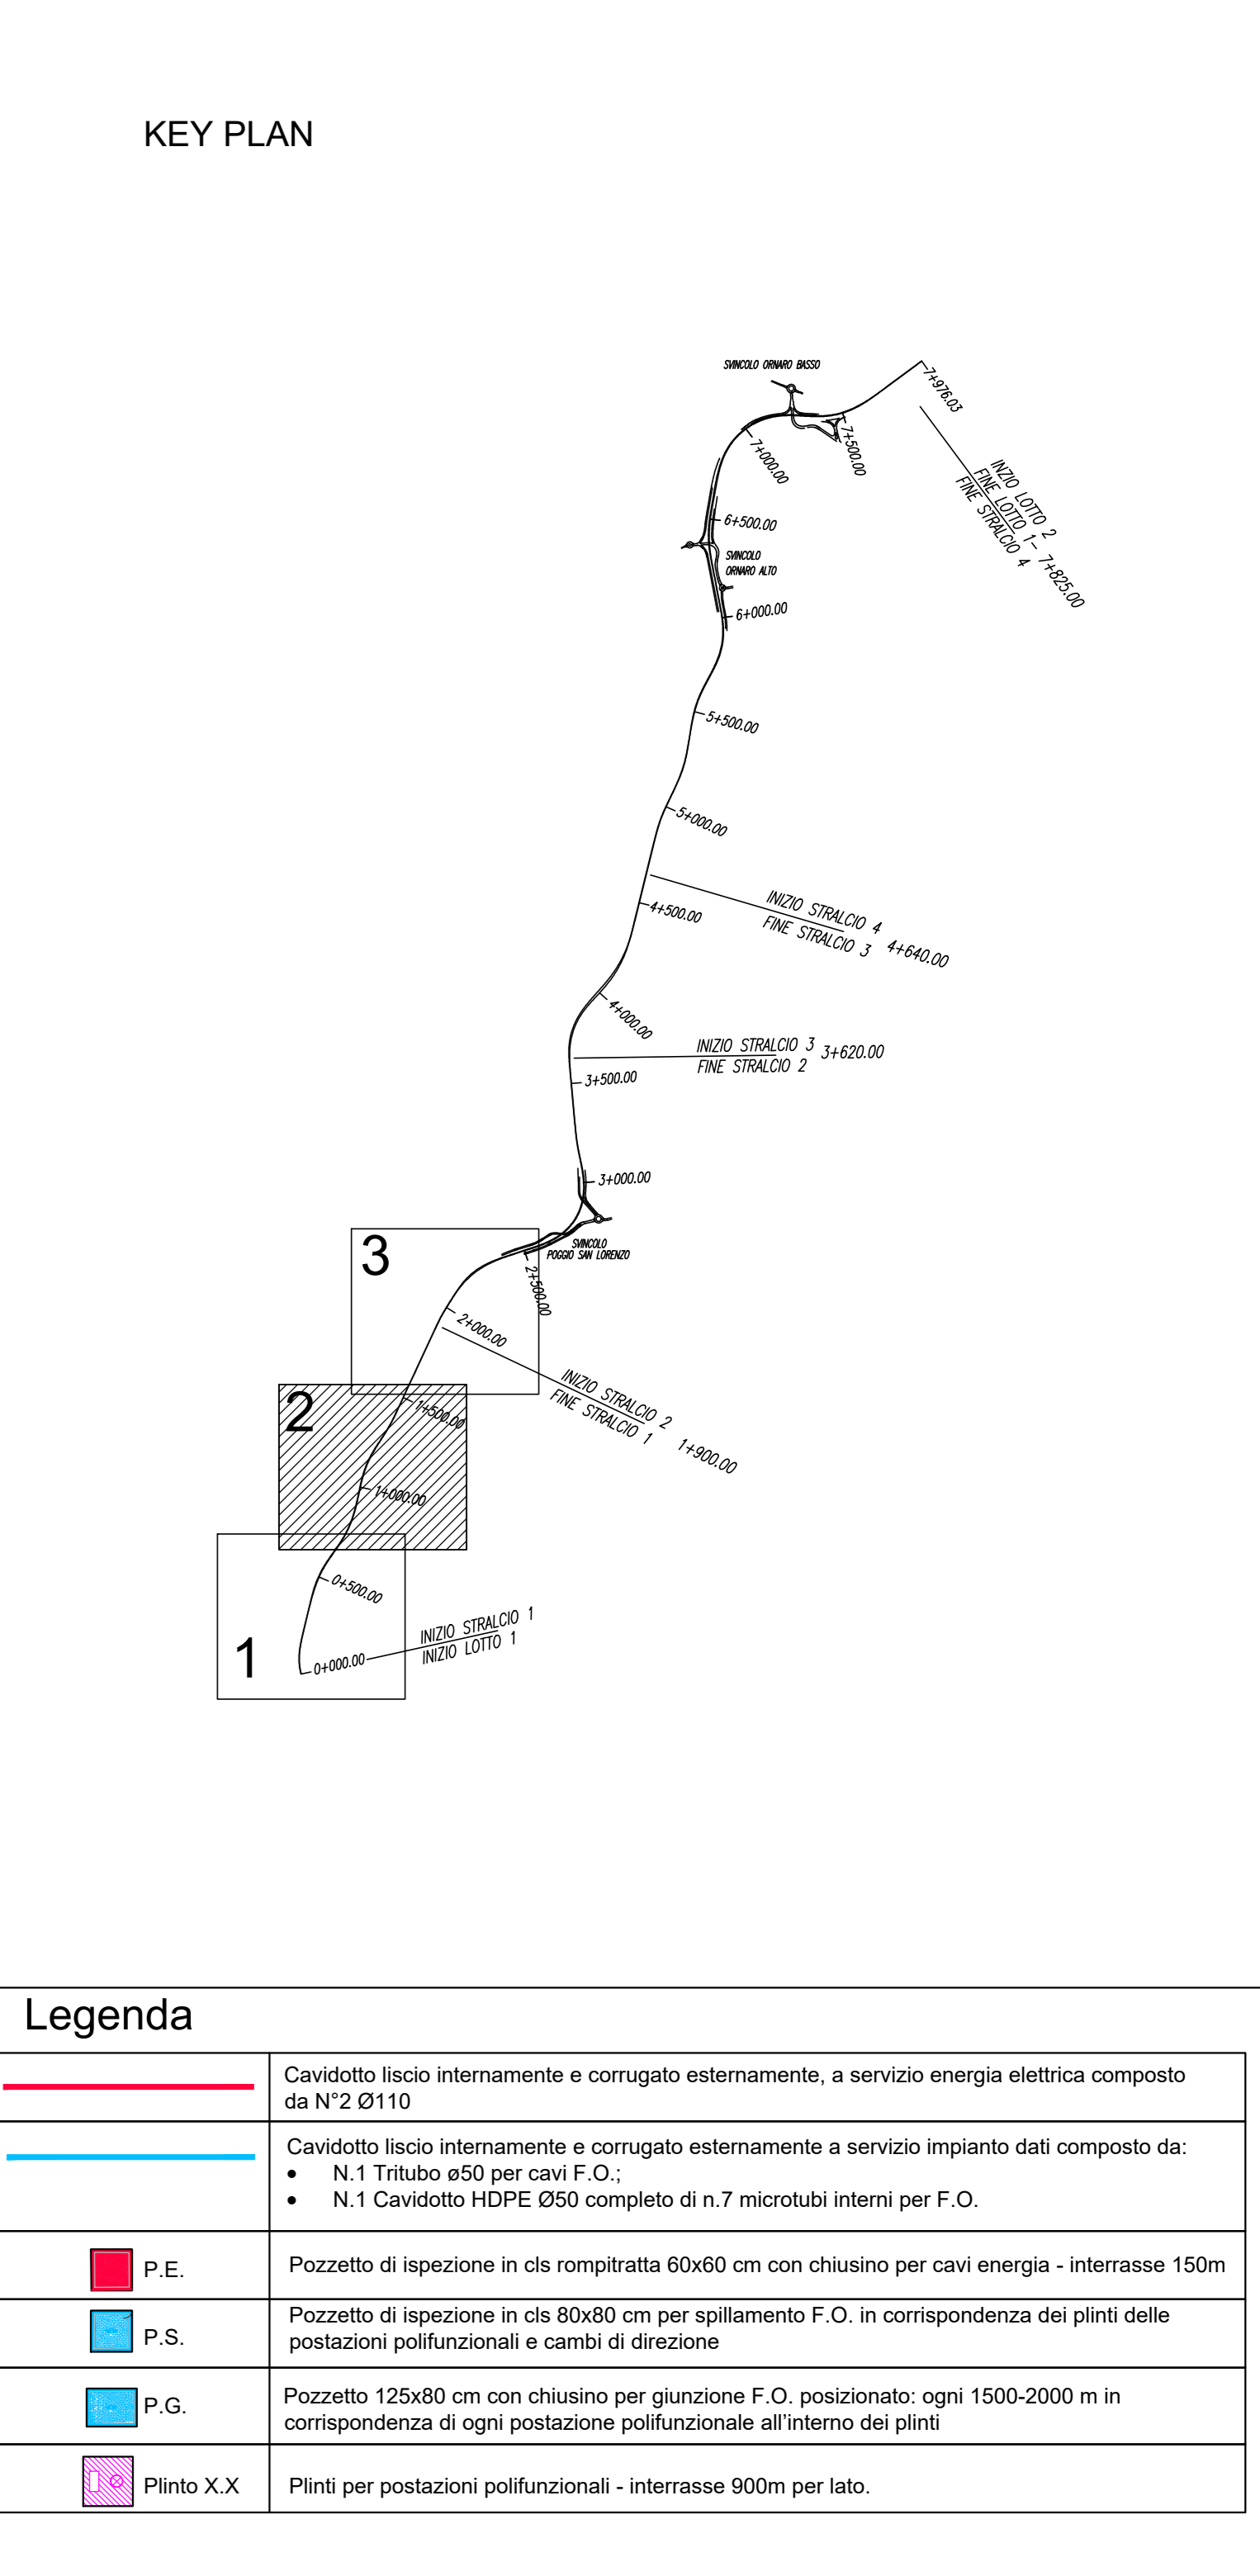 KEY PLAN
SVINCOLO ORNARO BASSO
7+976.03
7+500.00
7+000.00
INZIO LOTTO 2
FINE LOTTO 1- 7+825.00
FINE STRALCIO 4
6+500.00
SVINCOLO
ORNARO ALTO
6+000.00
5+500.00
5+000.00
4+500.00
INIZIO STRALCIO 4
FINE STRALCIO 3
4+640.00
4+000.00
INIZIO STRALCIO 3
FINE STRALCIO 2
3+620.00
3+500.00
3+000.00
SVINCOLO
POGGIO SAN LORENZO
3
2+500.00
2+000.00
INIZIO STRALCIO 2
FINE STRALCIO 1
1+900.00
2
1+500.00
1+000.00
0+500.00
1
0+000.00
INIZIO STRALCIO 1
INIZIO LOTTO 1
Legenda
Cavidotto liscio internamente e corrugato esternamente, a servizio energia elettrica composto
da N°2 Ø110
Cavidotto liscio internamente e corrugato esternamente a servizio impianto dati composto da:
• N.1 Tritubo ø50 per cavi F.O.;
• N.1 Cavidotto HDPE Ø50 completo di n.7 microtubi interni per F.O.
P.E.
Pozzetto di ispezione in cls rompitratta 60x60 cm con chiusino per cavi energia - interrasse 150m
P.S.
Pozzetto di ispezione in cls 80x80 cm per spillamento F.O. in corrispondenza dei plinti delle
postazioni polifunzionali e cambi di direzione
P.G.
Pozzetto 125x80 cm con chiusino per giunzione F.O. posizionato: ogni 1500-2000 m in
corrispondenza di ogni postazione polifunzionale all'interno dei plinti
Plinto X.X
Plinti per postazioni polifunzionali - interrasse 900m per lato.